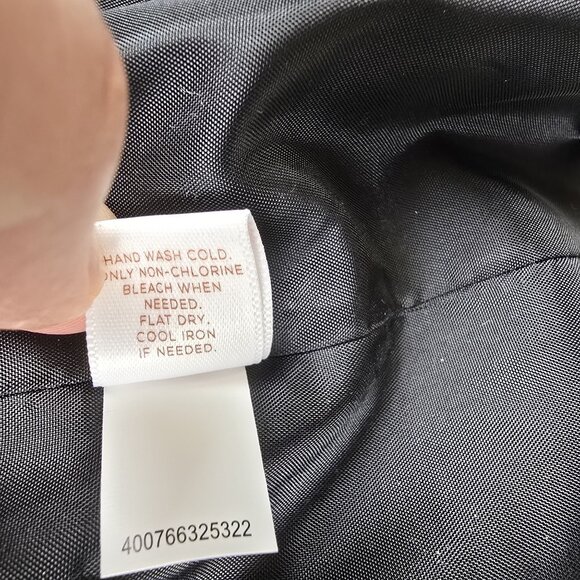 HAND WASH COLD.
ONLY NON-CHLORINE
BLEACH WHEN
NEEDED.
FLAT DRY.
COOL IRON
IF NEEDED.
400766325322